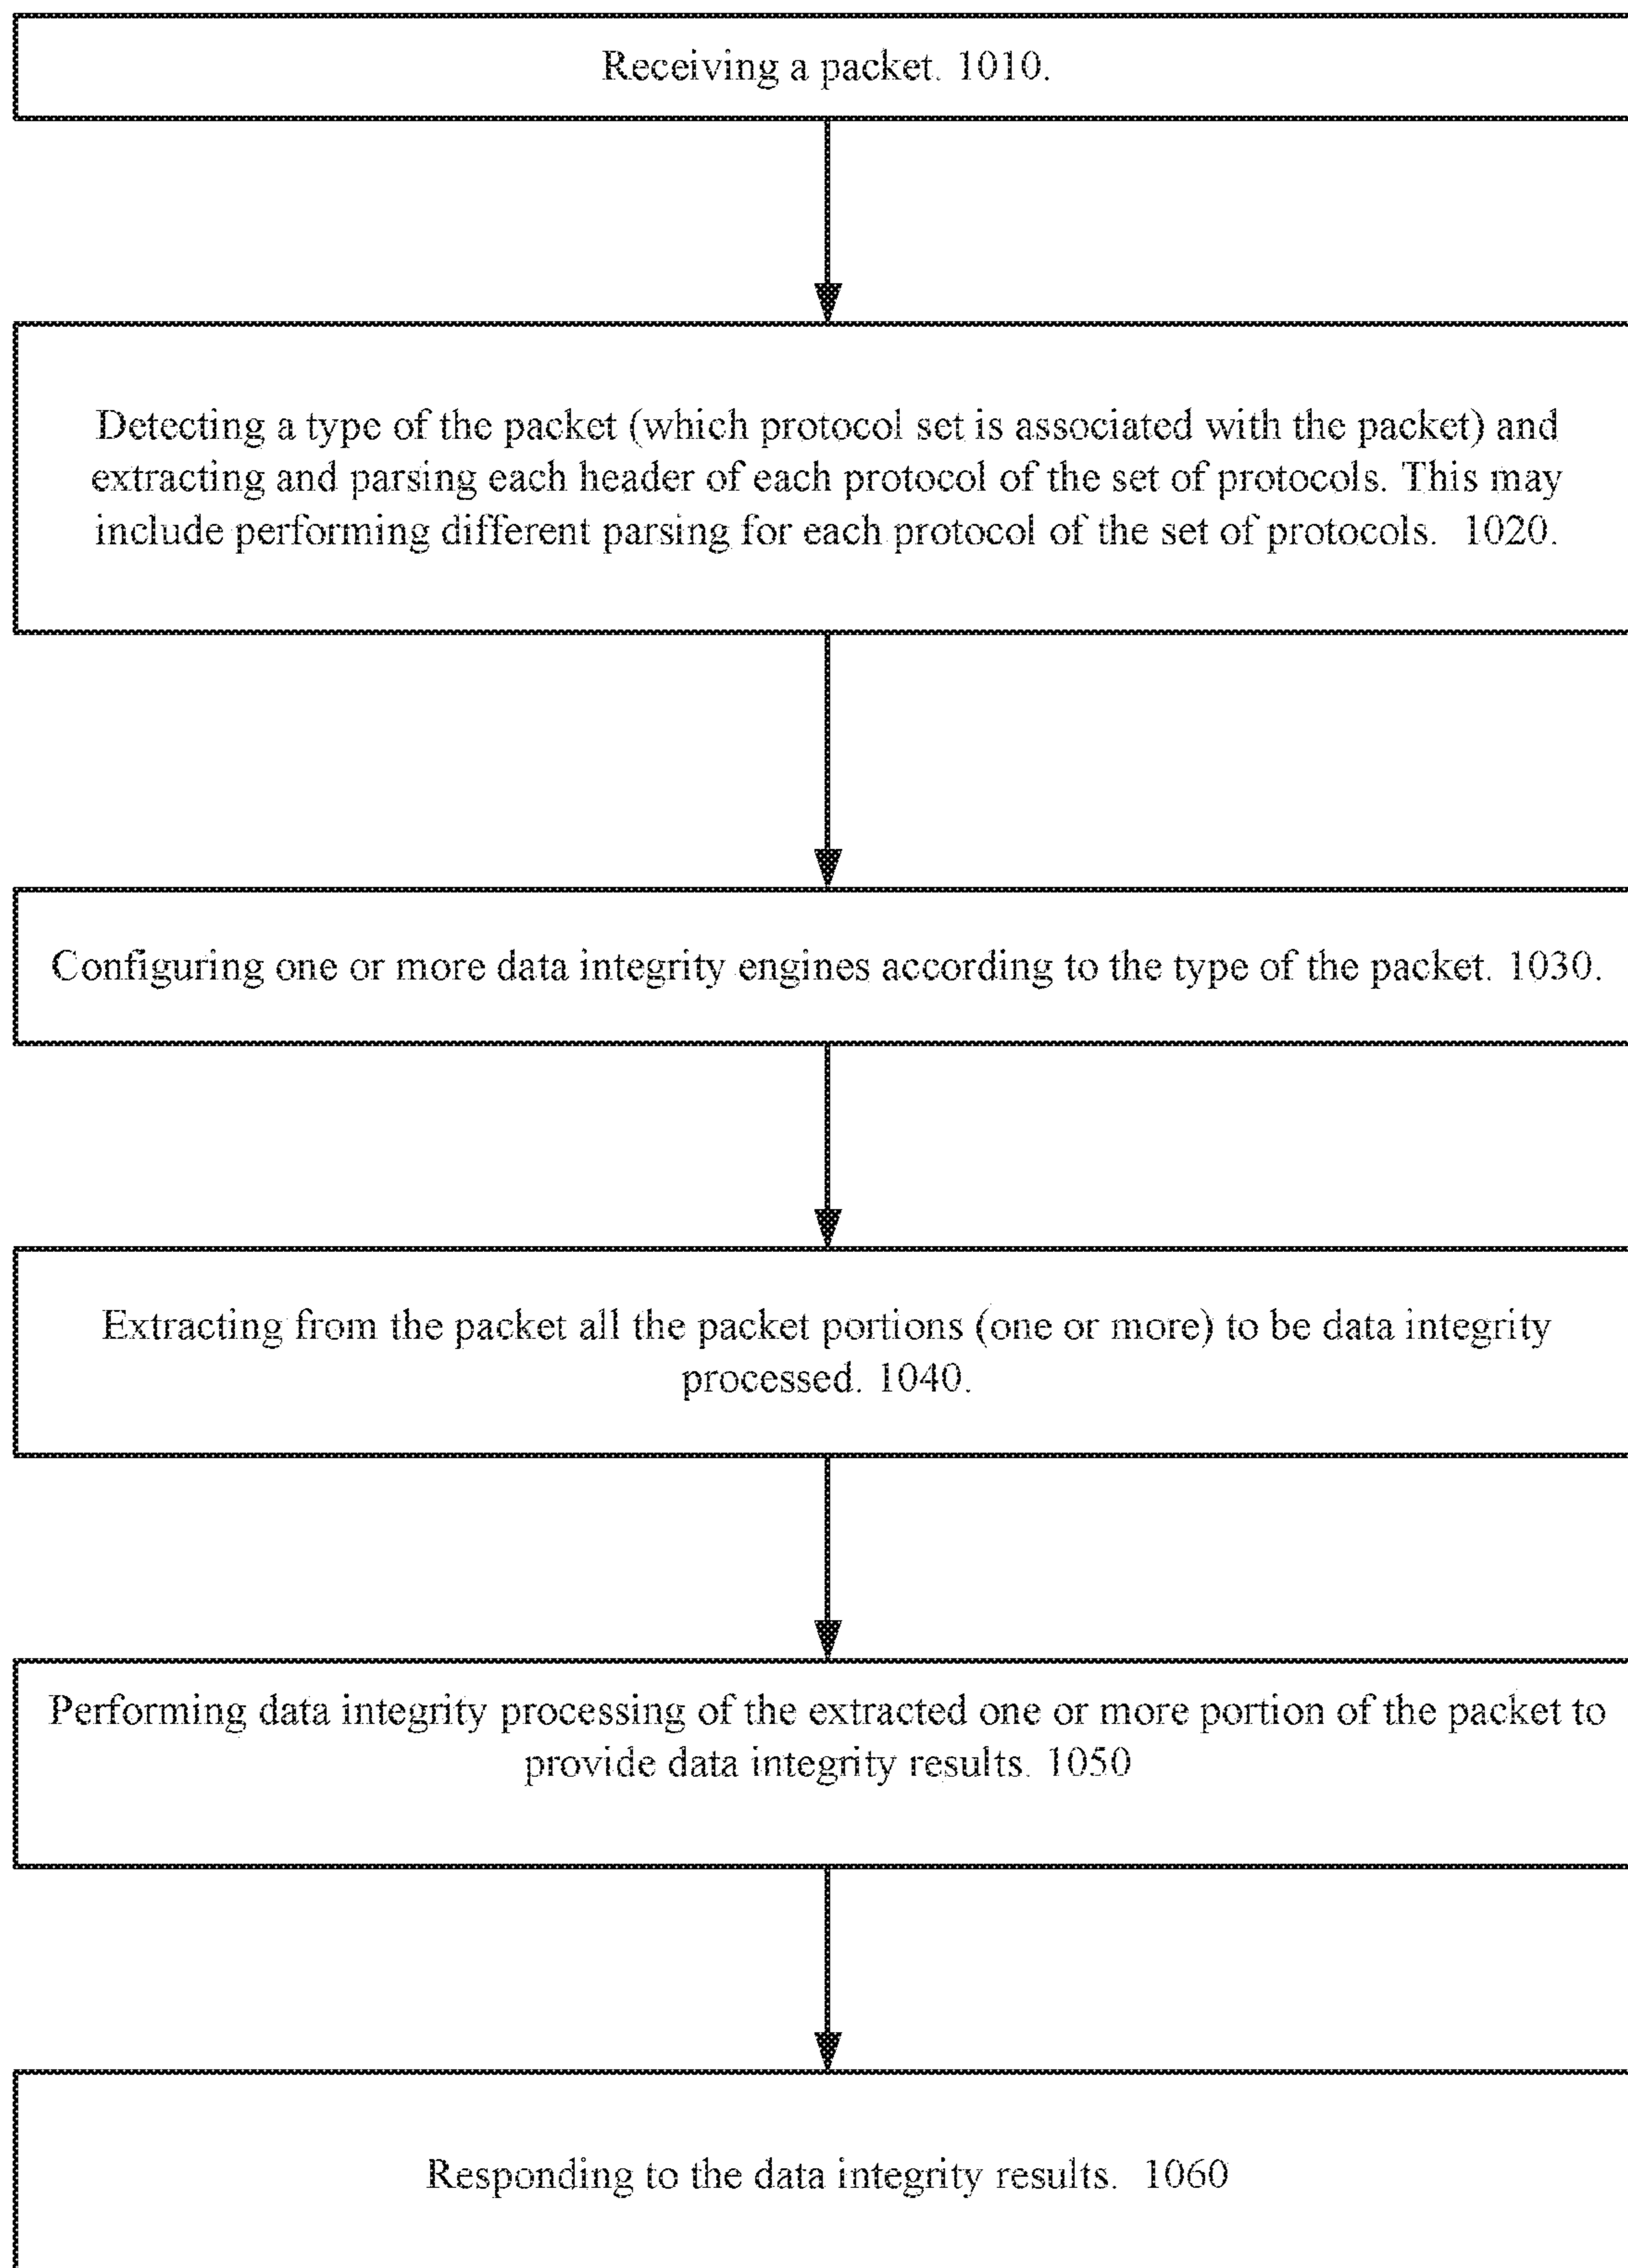 Receiving a packet. 1010.
Detecting a type of the packet (which protocol set is associated with the packet) and
extracting and parsing each header of each protocol of the set of protocols. This may
include performing different parsing for each protocol of the set of protocols. 1020.
Configuring one or more data integrity engines according to the type of the packet. 1030.
Extracting from the packet all the packet portions (one or more) to be data integrity
processed. 1040.
Performing data integrity processing of the extracted one or more portion of the packet to
provide data integrity results. 1050
Responding to the data integrity results. 1060